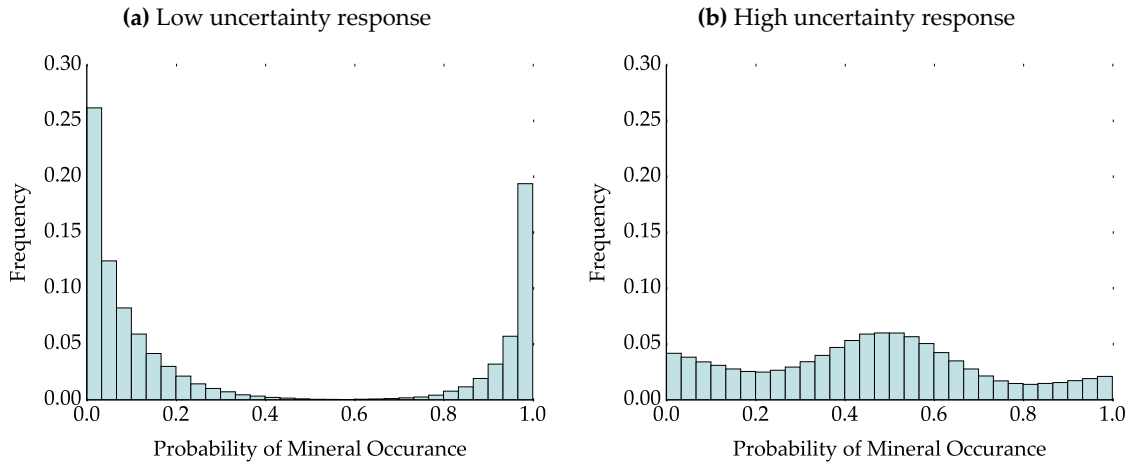 (a) Low uncertainty response
(b) High uncertainty response
0.30
0.25
0.20
0.15
0.10
0.05
0.00
Frequency
0.0 0.2 0.4 0.6 0.8 1.0
Probability of Mineral Occurance
0.30
0.25
0.20
0.15
0.10
0.05
0.00
Frequency
0.0 0.2 0.4 0.6 0.8 1.0
Probability of Mineral Occurance